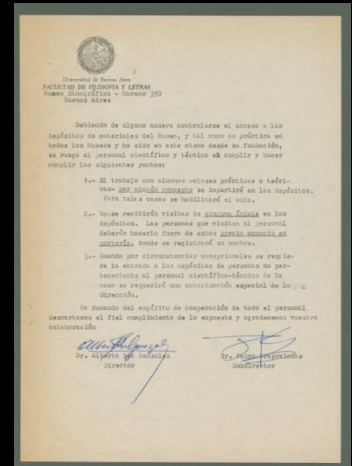 Universidad de Buenos Aires
FACULTAD DE FILOSOFIA Y LETRAS
Museo Etnográfico - Moreno 350
Buenos Aires
Debiendo de alguna manera controlarse el acceso a los
depósitos de materiales del Museo, y tal como es práctica en
todos los Museos y ha sido en este mismo desde su fundación,
se ruega al personal científico y técnico cumplir y hacer
cumplir los siguientes puntos:
1.- El trabajo con alumnos -clases prácticas o teóri-
cas- por ningún concepto se impartirá en los depósitos.
Para tales casos se habilitará el aula.
2.- No se recibirán visitas de ninguna índole en los
depósitos. Las personas que visiten al personal
deberán hacerlo fuera de estos previo anuncio en
portería, donde se registrará su nombre.
3.- Cuando por circunstancias excepcionales se requie-
ra la entrada a los depósitos de personas no per-
tenecientes al personal científico-técnico de la
casa se requerirá una autorización especial de la
Dirección.
No dudando del espíritu de cooperación de todo el personal
descartamos el fiel cumplimiento de lo expuesto y agradecemos vuestra
colaboración
Dr. Alberto Rex González
Director
Dr. Pedro Krapovickas
Subdirector